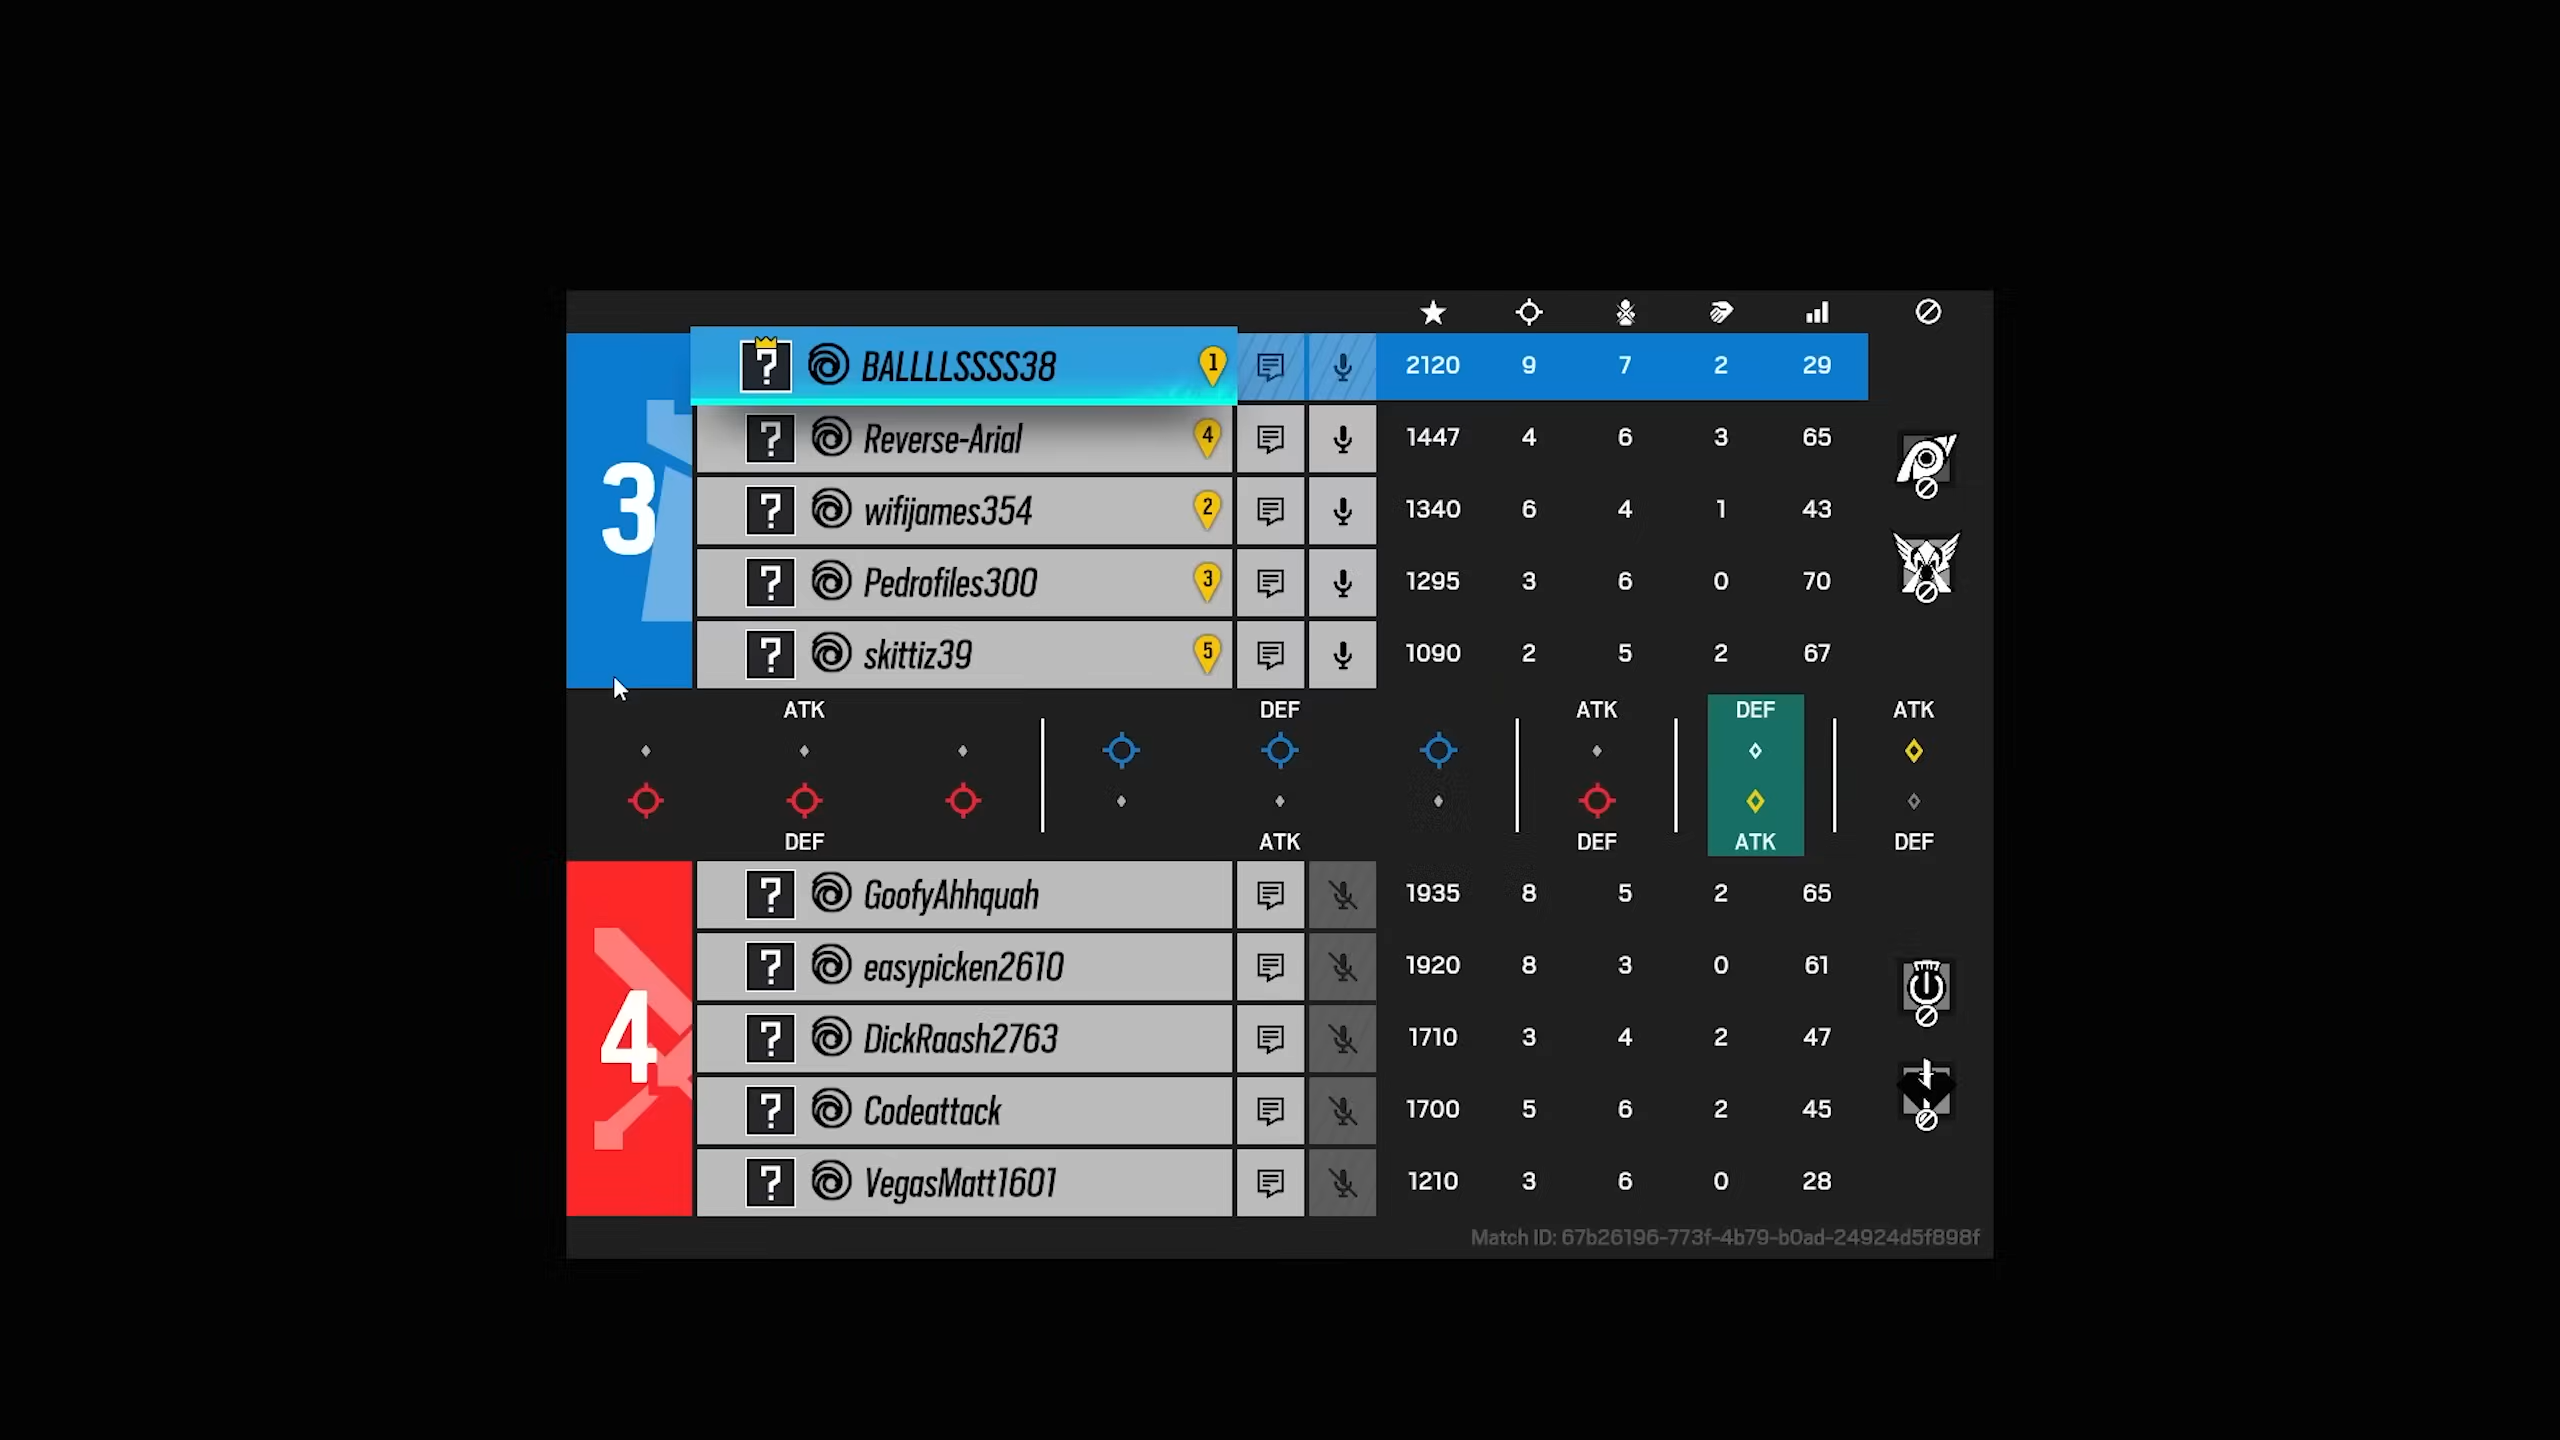 3
? BALLLLSSSS38 1 2120 9 7 2 29
? Reverse-Arial 4 1447 4 6 3 65
? wifijames354 2 1340 6 4 1 43
? Pedrofiles300 3 1295 3 6 0 70
? skittiz39 5 1090 2 5 2 67
ATK DEF ATK DEF ATK
DEF ATK DEF ATK DEF
4
? GoofyAhhquah 1935 8 5 2 65
? easypicken2610 1920 8 3 0 61
? DickRaash2763 1710 3 4 2 47
? Codeattack 1700 5 6 2 45
? VegasMatt1601 1210 3 6 0 28
Match ID: 67b26196-773f-4b79-b0ad-24924d5f898f